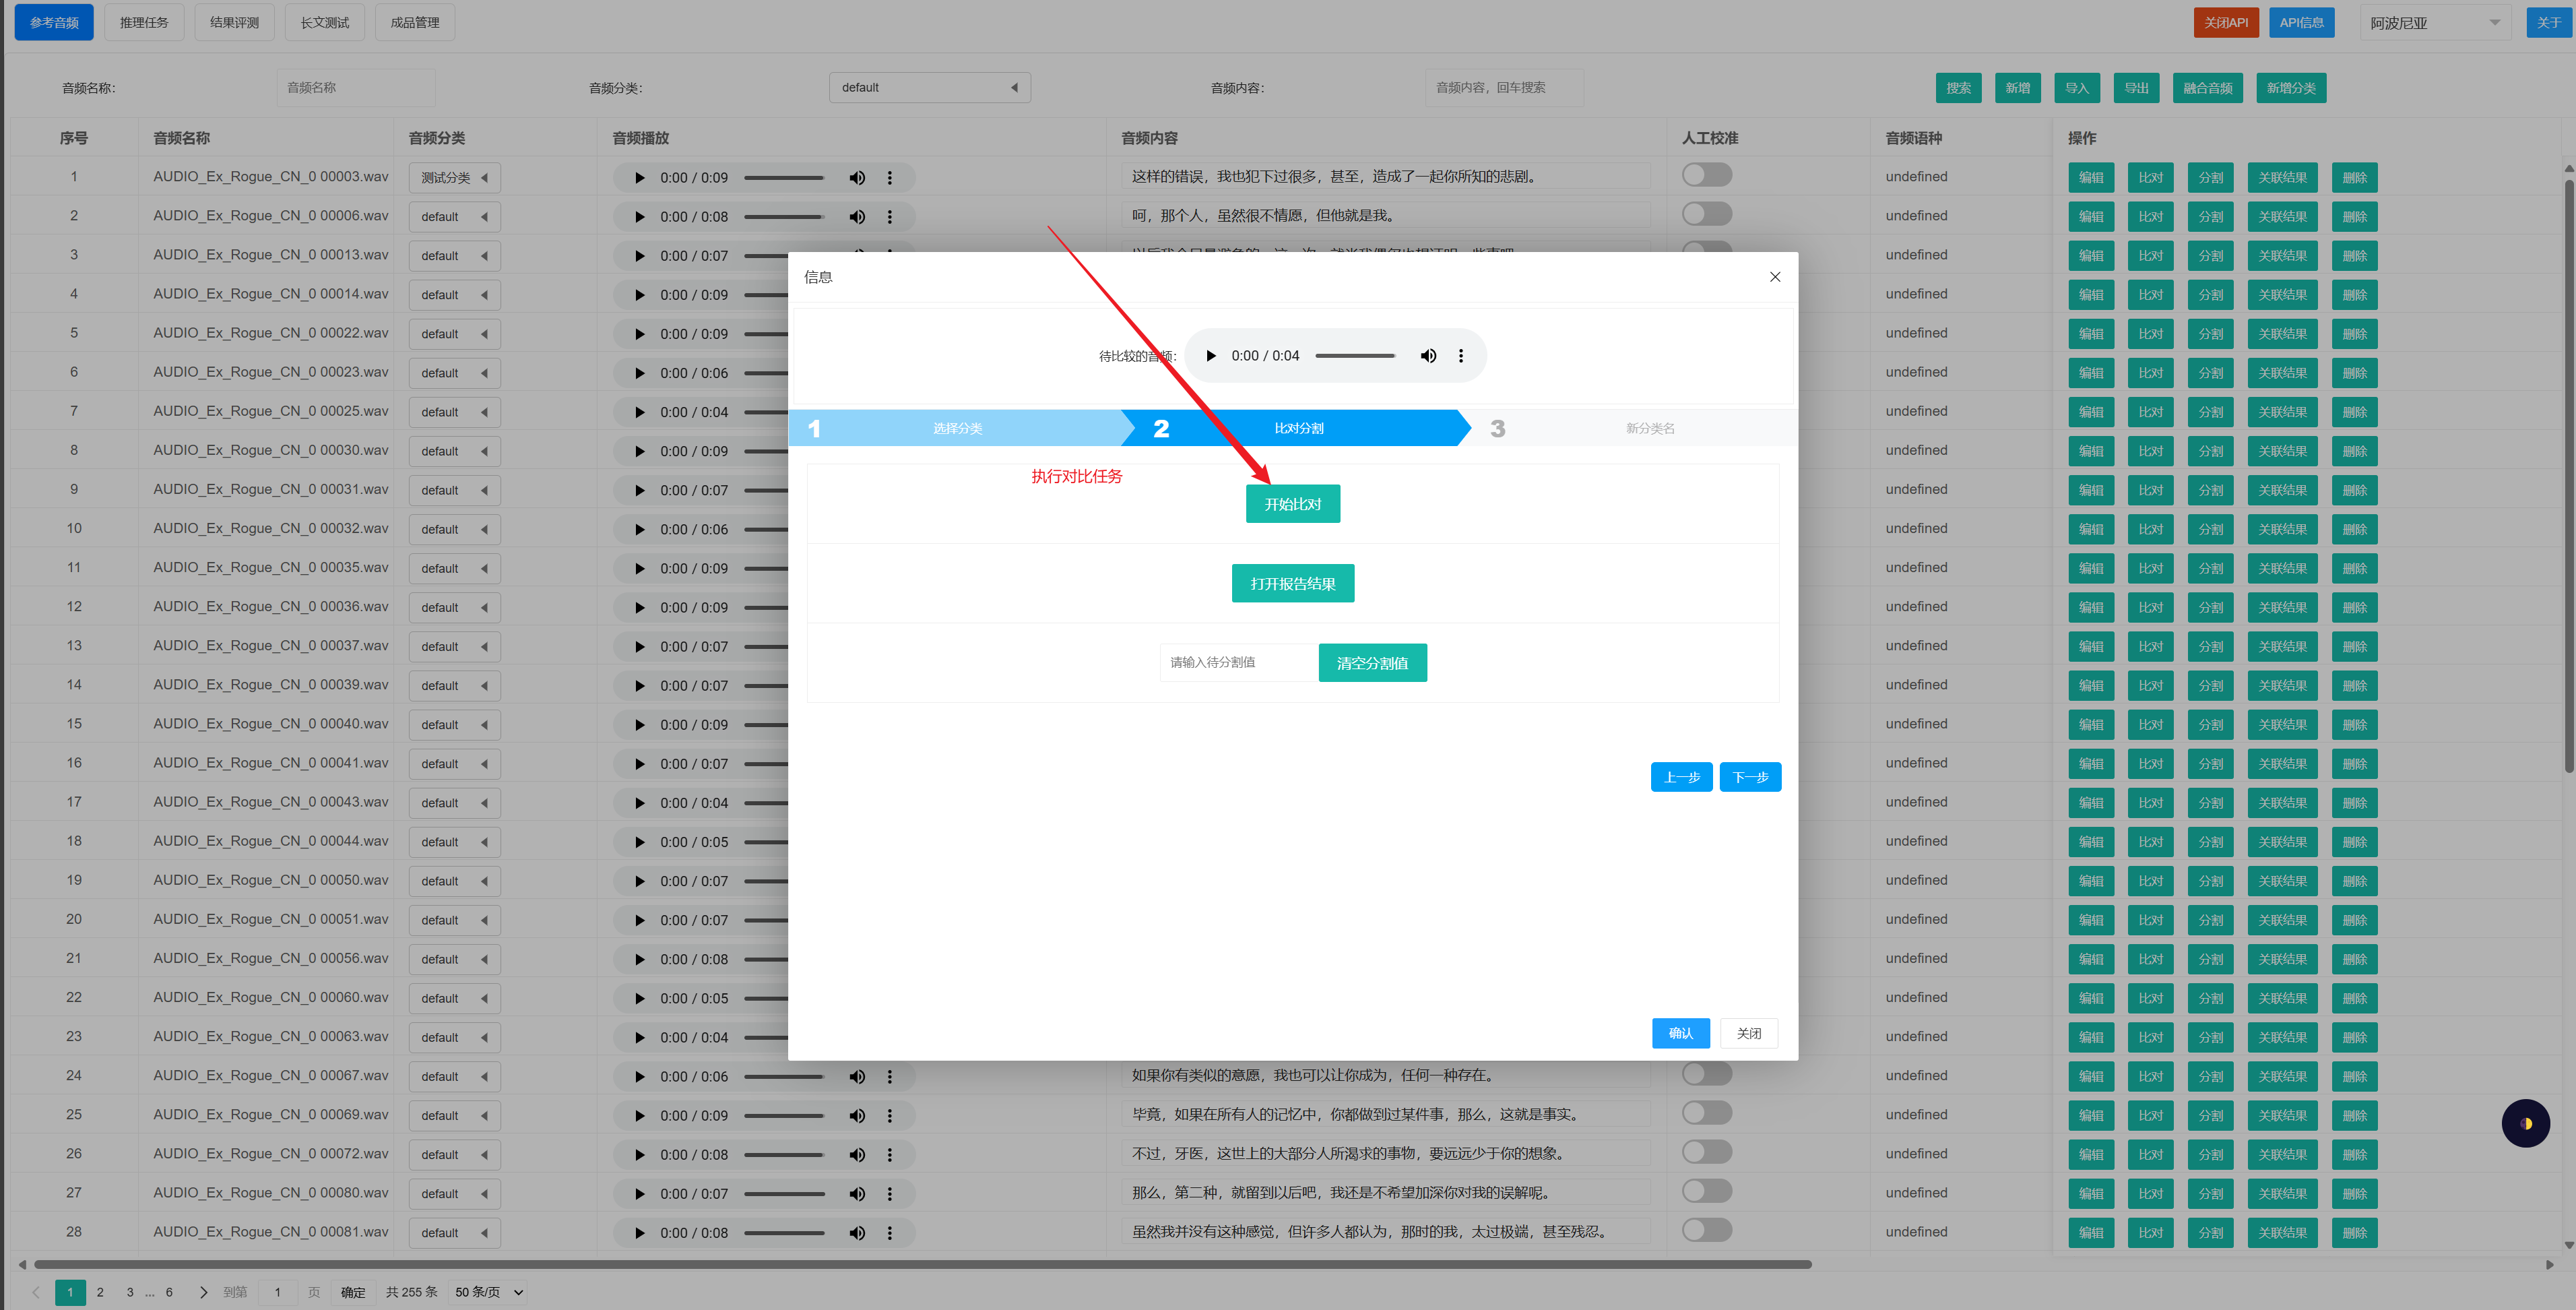 参考音频 推理任务 结果评测 长文测试 成品管理 关闭API API信息 阿波尼亚 关于
音频名称： 音频名称 音频分类： default 音频内容： 音频内容，回车搜索 搜索 新增 导入 导出 融合音频 新增分类
序号 音频名称 音频分类 音频播放 音频内容 人工校准 音频语种 操作
1 AUDIO_Ex_Rogue_CN_0 00003.wav 测试分类 0:00 / 0:09 这样的错误，我也犯下过很多，甚至，造成了一起你所知的悲剧。 undefined 编辑 比对 分割 关联结果 删除
2 AUDIO_Ex_Rogue_CN_0 00006.wav default 0:00 / 0:08 呵，那个人，虽然很不情愿，但他就是我。 undefined 编辑 比对 分割 关联结果 删除
3 AUDIO_Ex_Rogue_CN_0 00013.wav default 0:00 / 0:07 undefined 编辑 比对 分割 关联结果 删除
信息
4 AUDIO_Ex_Rogue_CN_0 00014.wav default 0:00 / 0:09 undefined 编辑 比对 分割 关联结果 删除
5 AUDIO_Ex_Rogue_CN_0 00022.wav default 0:00 / 0:09 undefined 编辑 比对 分割 关联结果 删除
待比较的音频： 0:00 / 0:04
6 AUDIO_Ex_Rogue_CN_0 00023.wav default 0:00 / 0:06 undefined 编辑 比对 分割 关联结果 删除
7 AUDIO_Ex_Rogue_CN_0 00025.wav default 0:00 / 0:04 undefined 编辑 比对 分割 关联结果 删除
1 选择分类 2 比对分割 3 新分类名
8 AUDIO_Ex_Rogue_CN_0 00030.wav default 0:00 / 0:09 undefined 编辑 比对 分割 关联结果 删除
执行对比任务
9 AUDIO_Ex_Rogue_CN_0 00031.wav default 0:00 / 0:07 undefined 编辑 比对 分割 关联结果 删除
开始比对
10 AUDIO_Ex_Rogue_CN_0 00032.wav default 0:00 / 0:06 undefined 编辑 比对 分割 关联结果 删除
11 AUDIO_Ex_Rogue_CN_0 00035.wav default 0:00 / 0:09 undefined 编辑 比对 分割 关联结果 删除
打开报告结果
12 AUDIO_Ex_Rogue_CN_0 00036.wav default 0:00 / 0:09 undefined 编辑 比对 分割 关联结果 删除
13 AUDIO_Ex_Rogue_CN_0 00037.wav default 0:00 / 0:07 undefined 编辑 比对 分割 关联结果 删除
请输入待分割值 清空分割值
14 AUDIO_Ex_Rogue_CN_0 00039.wav default 0:00 / 0:07 undefined 编辑 比对 分割 关联结果 删除
15 AUDIO_Ex_Rogue_CN_0 00040.wav default 0:00 / 0:09 undefined 编辑 比对 分割 关联结果 删除
16 AUDIO_Ex_Rogue_CN_0 00041.wav default 0:00 / 0:07 undefined 编辑 比对 分割 关联结果 删除
上一步 下一步
17 AUDIO_Ex_Rogue_CN_0 00043.wav default 0:00 / 0:04 undefined 编辑 比对 分割 关联结果 删除
18 AUDIO_Ex_Rogue_CN_0 00044.wav default 0:00 / 0:05 undefined 编辑 比对 分割 关联结果 删除
19 AUDIO_Ex_Rogue_CN_0 00050.wav default 0:00 / 0:07 undefined 编辑 比对 分割 关联结果 删除
20 AUDIO_Ex_Rogue_CN_0 00051.wav default 0:00 / 0:07 undefined 编辑 比对 分割 关联结果 删除
21 AUDIO_Ex_Rogue_CN_0 00056.wav default 0:00 / 0:08 undefined 编辑 比对 分割 关联结果 删除
22 AUDIO_Ex_Rogue_CN_0 00060.wav default 0:00 / 0:05 undefined 编辑 比对 分割 关联结果 删除
23 AUDIO_Ex_Rogue_CN_0 00063.wav default 0:00 / 0:04 undefined 编辑 比对 分割 关联结果 删除
确认 关闭
24 AUDIO_Ex_Rogue_CN_0 00067.wav default 0:00 / 0:06 如果你有类似的意愿，我也可以让你成为，任何一种存在。 undefined 编辑 比对 分割 关联结果 删除
25 AUDIO_Ex_Rogue_CN_0 00069.wav default 0:00 / 0:09 毕竟，如果在所有人的记忆中，你都做到过某件事，那么，这就是事实。 undefined 编辑 比对 分割 关联结果 删除
26 AUDIO_Ex_Rogue_CN_0 00072.wav default 0:00 / 0:08 不过，牙医，这世上的大部分人所渴求的事物，要远远少于你的想象。 undefined 编辑 比对 分割 关联结果 删除
27 AUDIO_Ex_Rogue_CN_0 00080.wav default 0:00 / 0:07 那么，第二种，就留到以后吧，我还是不希望加深你对我的误解呢。 undefined 编辑 比对 分割 关联结果 删除
28 AUDIO_Ex_Rogue_CN_0 00081.wav default 0:00 / 0:08 虽然我并没有这种感觉，但许多人都认为，那时的我，太过极端，甚至残忍。 undefined 编辑 比对 分割 关联结果 删除
1 2 3 … 6 到第 1 页 确定 共 255 条 50 条/页